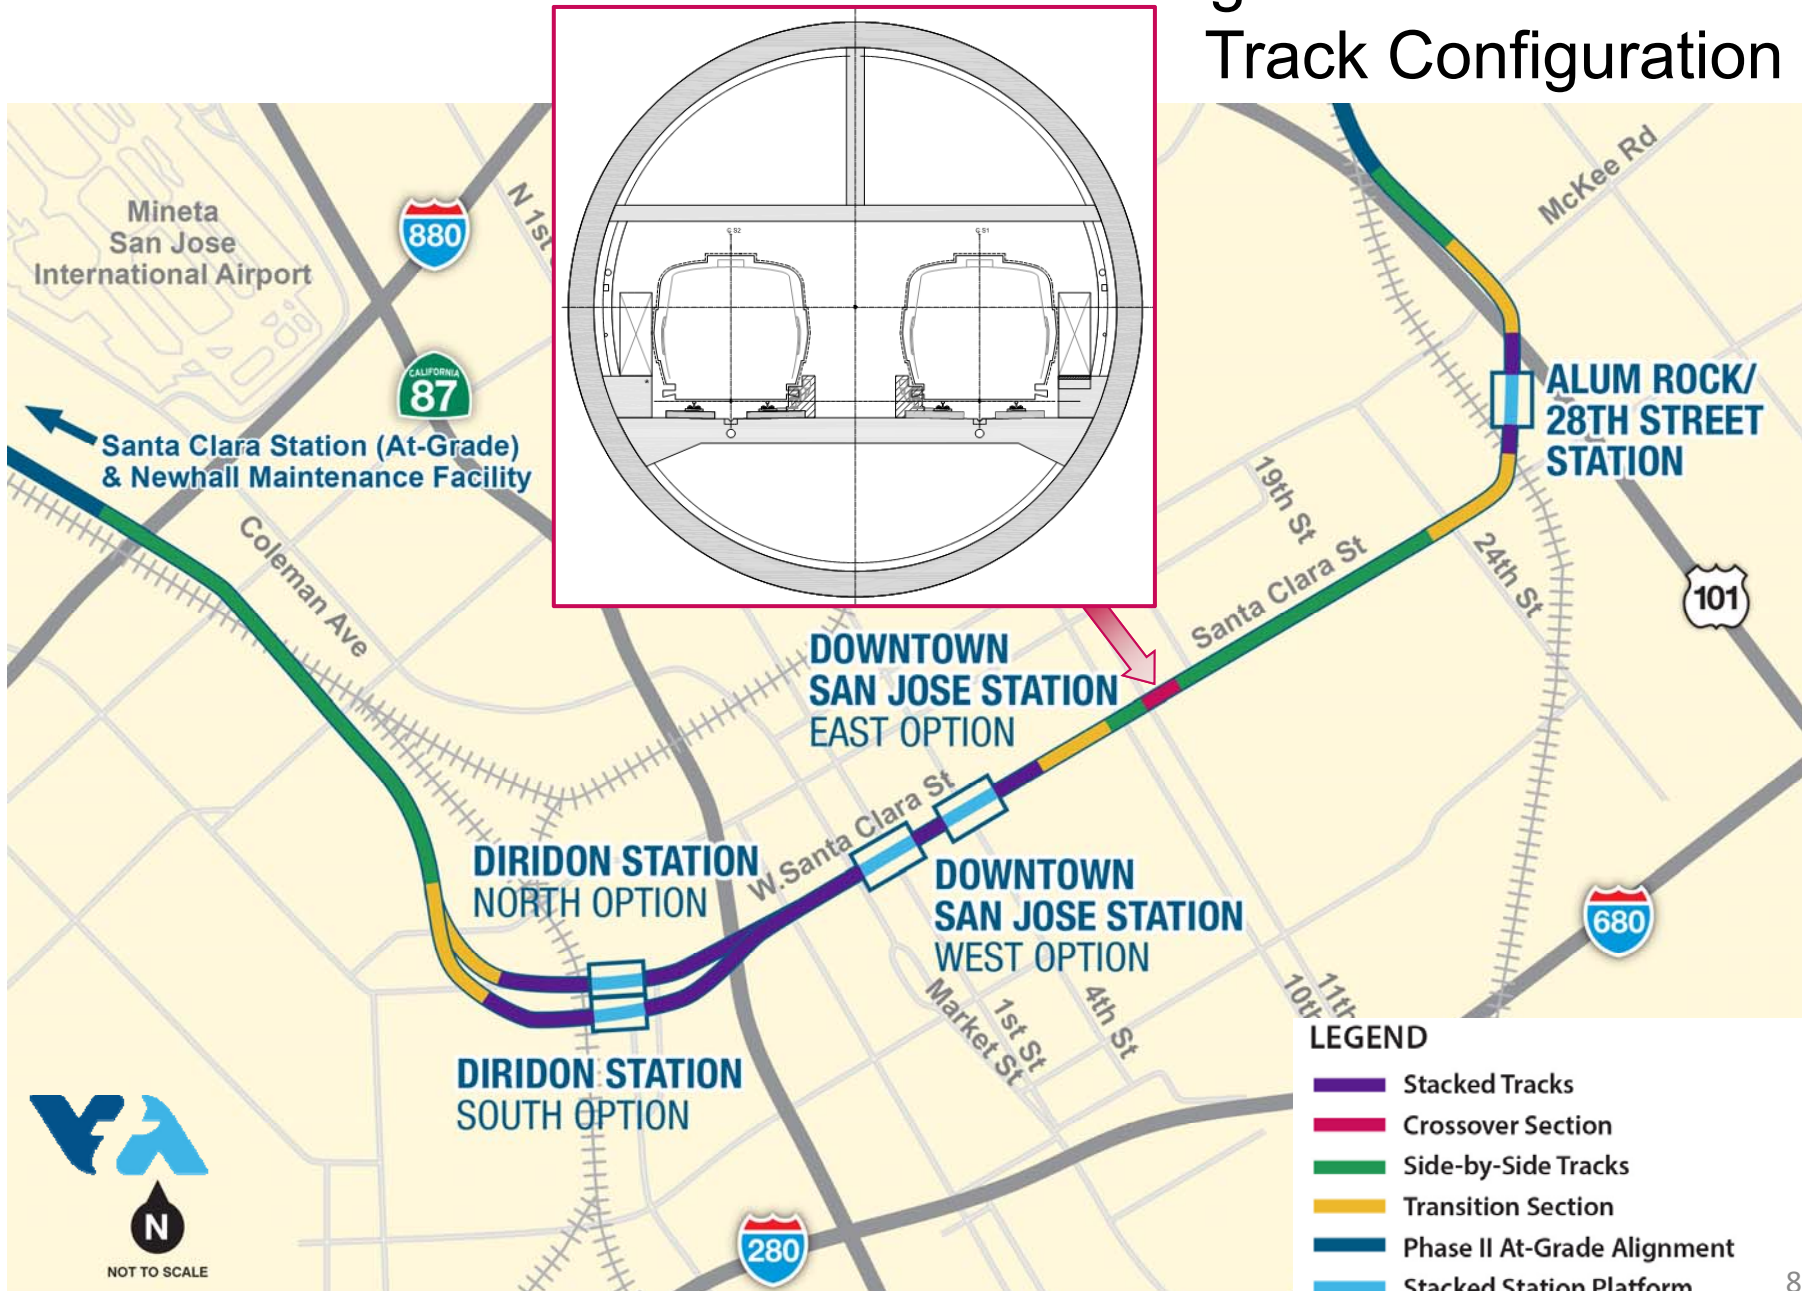 Track Configuration
Mineta
San Jose
International Airport
880
N 1st
CALIFORNIA
87
Santa Clara Station (At-Grade)
& Newhall Maintenance Facility
Coleman Ave
C S2
C S1
McKee Rd
ALUM ROCK/
28TH STREET
STATION
19th St
24th St
Santa Clara St
101
DOWNTOWN
SAN JOSE STATION
EAST OPTION
W.Santa Clara St
DIRIDON STATION
NORTH OPTION
DOWNTOWN
SAN JOSE STATION
WEST OPTION
680
Market St
1st St
4th St
10th
11th
DIRIDON STATION
SOUTH OPTION
280
N
NOT TO SCALE
LEGEND
Stacked Tracks
Crossover Section
Side-by-Side Tracks
Transition Section
Phase II At-Grade Alignment
Stacked Station Platform
8